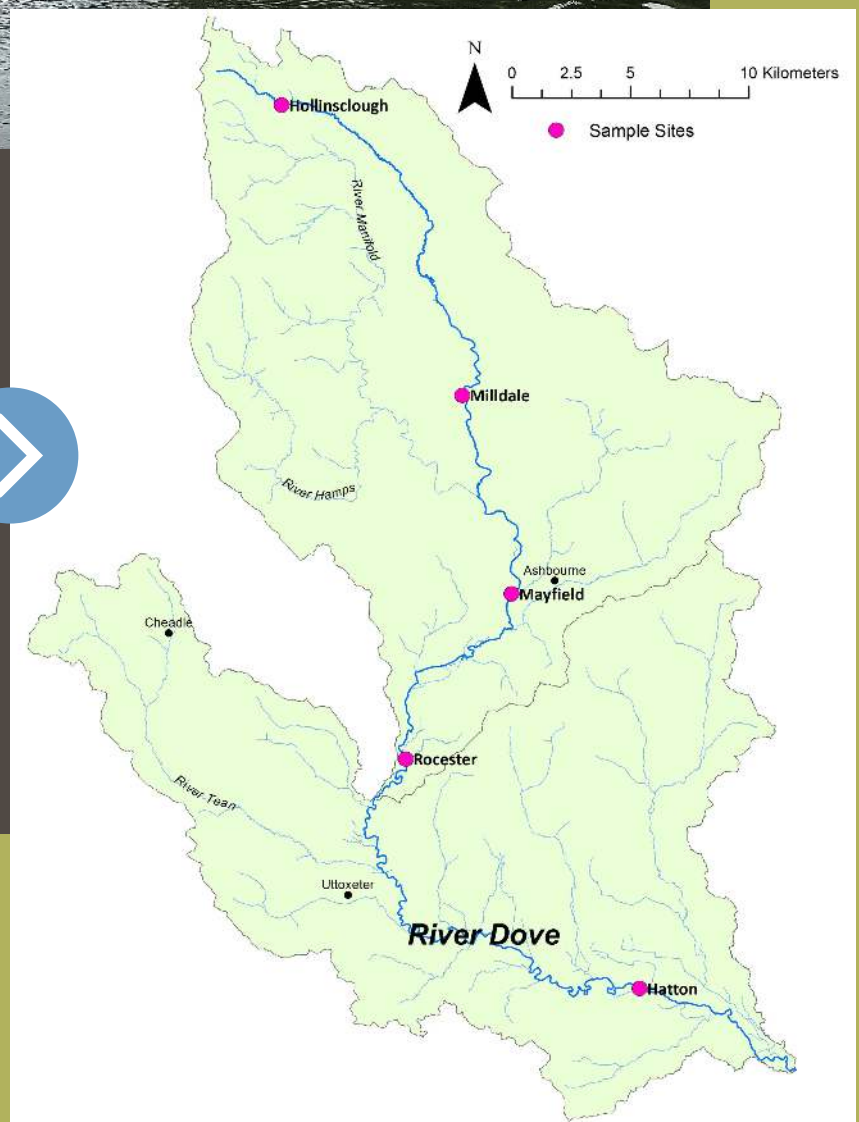 N
0 2.5 5 10 Kilometers
Sample Sites
Hollinsclough
River Manifold
Milldale
River Hamps
Ashbourne
Mayfield
Cheadle
Rocester
River Tean
Uttoxeter
River Dove
Hatton